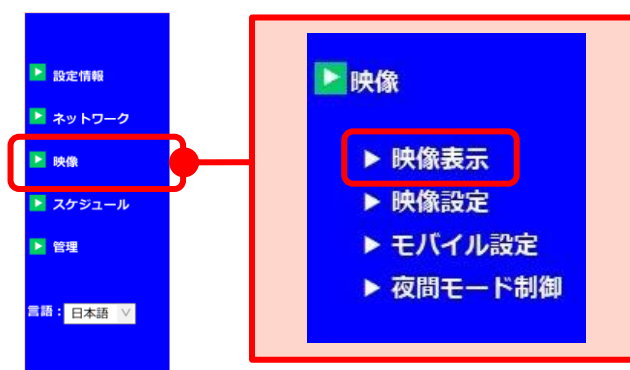 設定情報
ネットワーク
映像
スケジュール
管理
言語： 日本語
映像
映像表示
映像設定
モバイル設定
夜間モード制御